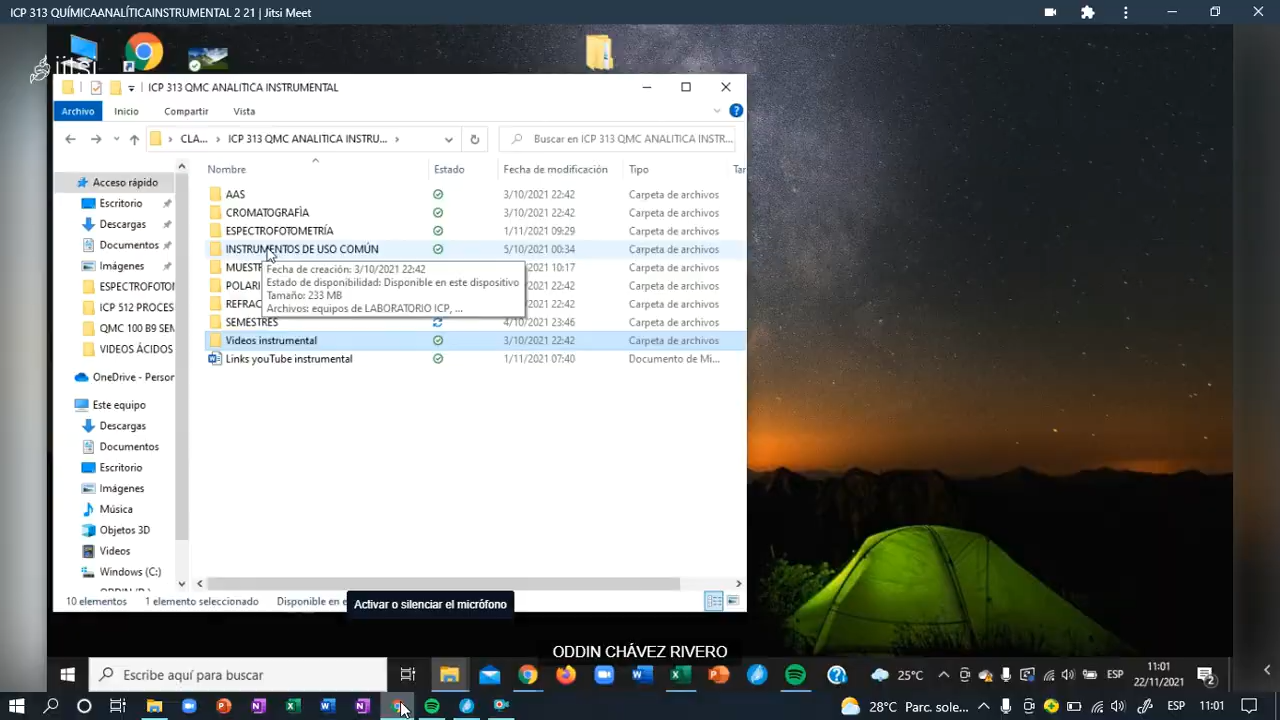 ICP 313 QUÍMICAANALÍTICAINSTRUMENTAL 2 21 | Jitsi Meet
Jitsi
ICP 313 QMC ANALITICA INSTRUMENTAL
Archivo Inicio Compartir Vista
CLA... ICP 313 QMC ANALITICA INSTRU... Buscar en ICP 313 QMC ANALITICA INSTR...
Nombre Estado Fecha de modificación Tipo Tar
Acceso rápido
Escritorio
Descargas
Documentos
Imágenes
ESPECTROFOTOM
ICP 512 PROCES
QMC 100 B9 SEM
VIDEOS ÁCIDOS
OneDrive - Person
Este equipo
Descargas
Documentos
Escritorio
Imágenes
Música
Objetos 3D
Videos
Windows (C:)
AAS 3/10/2021 22:42 Carpeta de archivos
CROMATOGRAFÌA 3/10/2021 22:42 Carpeta de archivos
ESPECTROFOTOMETRÍA 1/11/2021 09:29 Carpeta de archivos
INSTRUMENTOS DE USO COMÚN 5/10/2021 00:34 Carpeta de archivos
MUEST 10:17 Carpeta de archivos
POLARI 22:42 Carpeta de archivos
REFRAC 22:42 Carpeta de archivos
SEMESTRES 4/10/2021 23:46 Carpeta de archivos
Videos instrumental 3/10/2021 22:42 Carpeta de archivos
Links youTube instrumental 1/11/2021 07:40 Documento de Mi...
Fecha de creación: 3/10/2021 22:42
Estado de disponibilidad: Disponible en este dispositivo
Tamaño: 233 MB
Archivos: equipos de LABORATORIO ICP, ...
10 elementos 1 elemento seleccionado Disponible en e
Activar o silenciar el micrófono
ODDIN CHÁVEZ RIVERO
Escribe aquí para buscar
25°C
11:01
22/11/2021
2
28°C Parc. sole... ESP 11:01
ESP